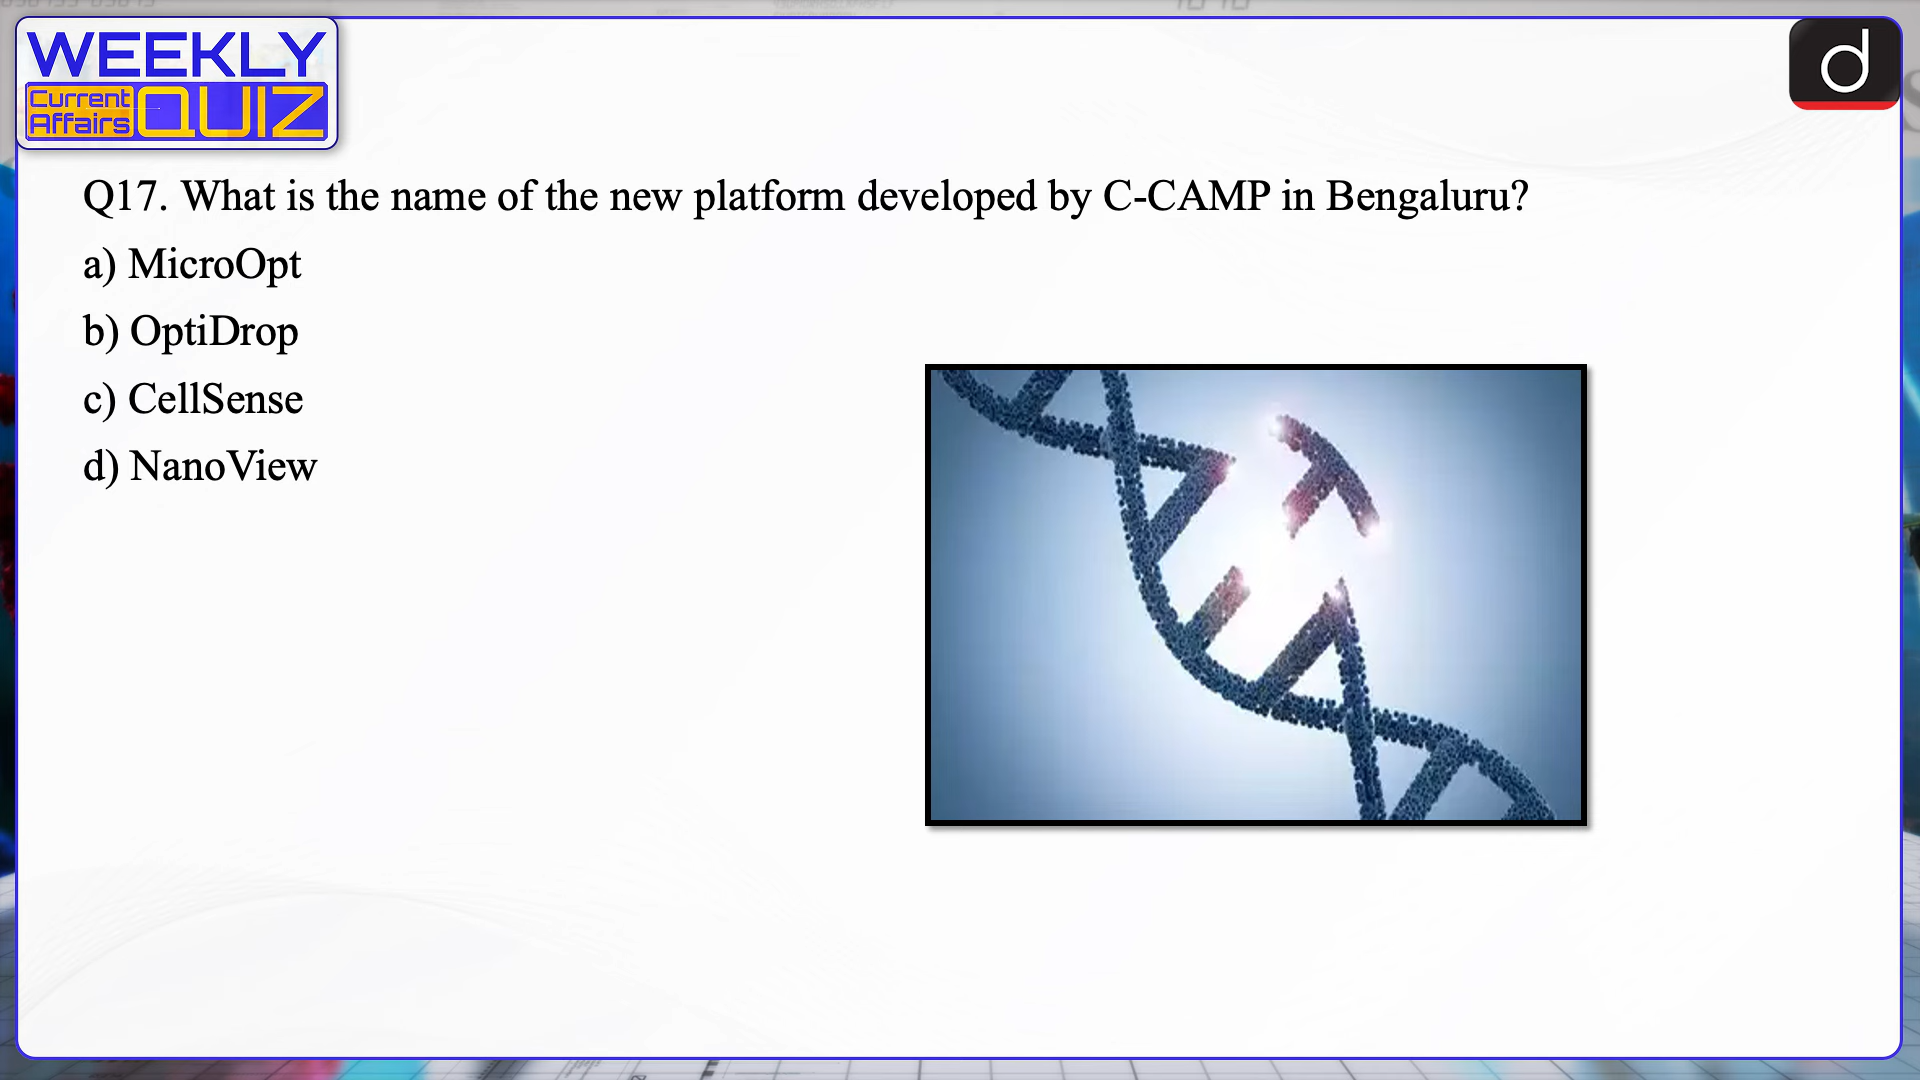 WEEKLY
Current
Affairs
QUIZ
d
Q17. What is the name of the new platform developed by C-CAMP in Bengaluru?
a) MicroOpt
b) OptiDrop
c) CellSense
d) NanoView